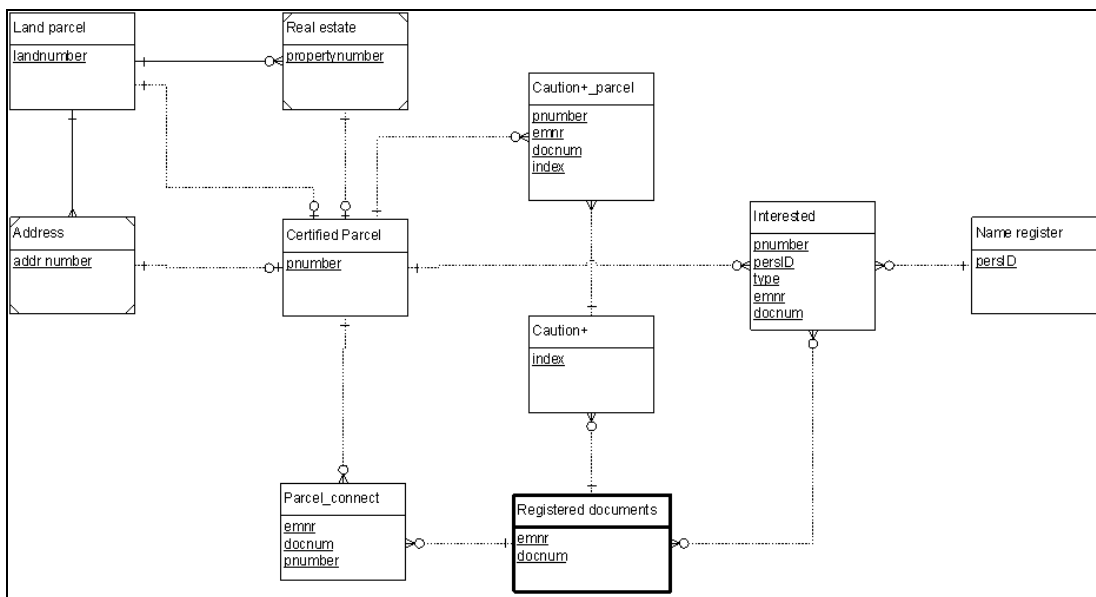 Land parcel
landnumber
Real estate
propertynumber
Caution+_parcel
pnumber
emnr
docnum
index
Address
addr number
Certified Parcel
pnumber
Interested
pnumber
persID
type
emnr
docnum
Name register
persID
Caution+
index
Parcel_connect
emnr
docnum
pnumber
Registered documents
emnr
docnum